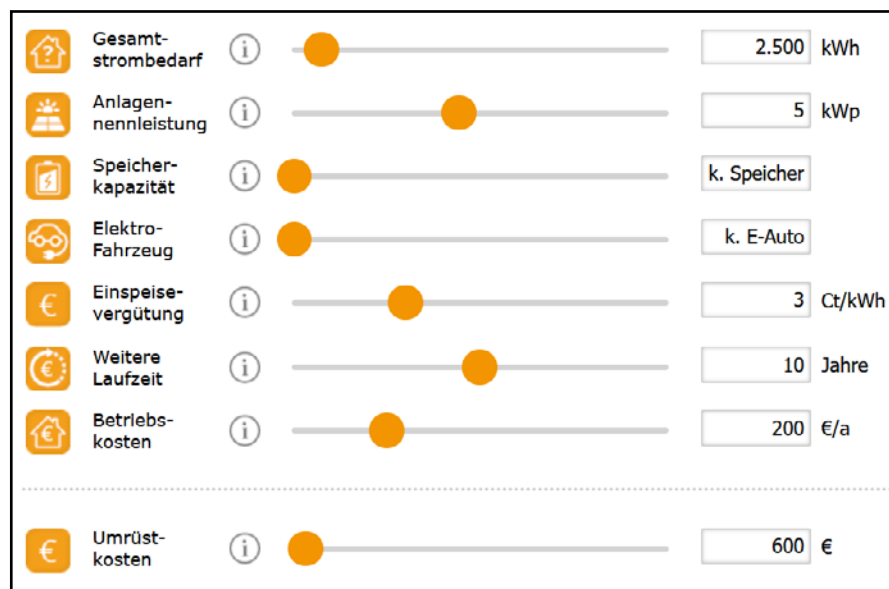 Gesamt-
strombedarf
i
2.500 kWh
Anlagen-
nennleistung
i
5 kWp
Speicher-
kapazität
i
k. Speicher
Elektro-
Fahrzeug
i
k. E-Auto
€
Einspeise-
vergütung
i
3 Ct/kWh
€
Weitere
Laufzeit
i
10 Jahre
€
Betriebs-
kosten
i
200 €/a
€
Umrüst-
kosten
i
600 €